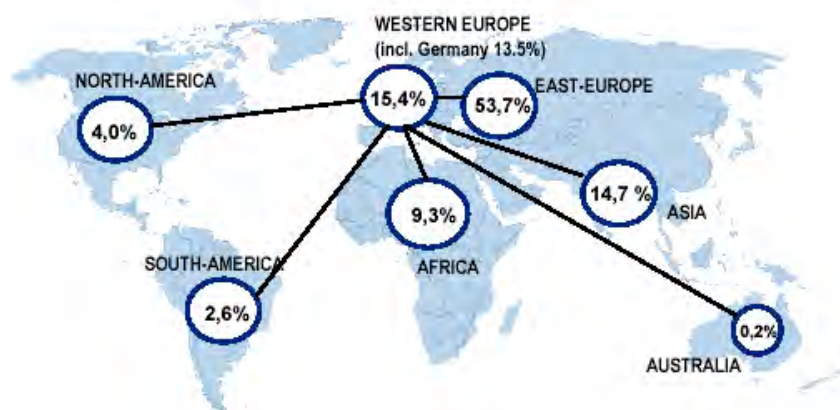 WESTERN EUROPE
(incl. Germany 13.5%)
NORTH-AMERICA
EAST-EUROPE
15,4%
53,7%
4,0%
14,7 %
ASIA
9,3%
SOUTH-AMERICA
AFRICA
2,6%
0,2%
AUSTRALIA